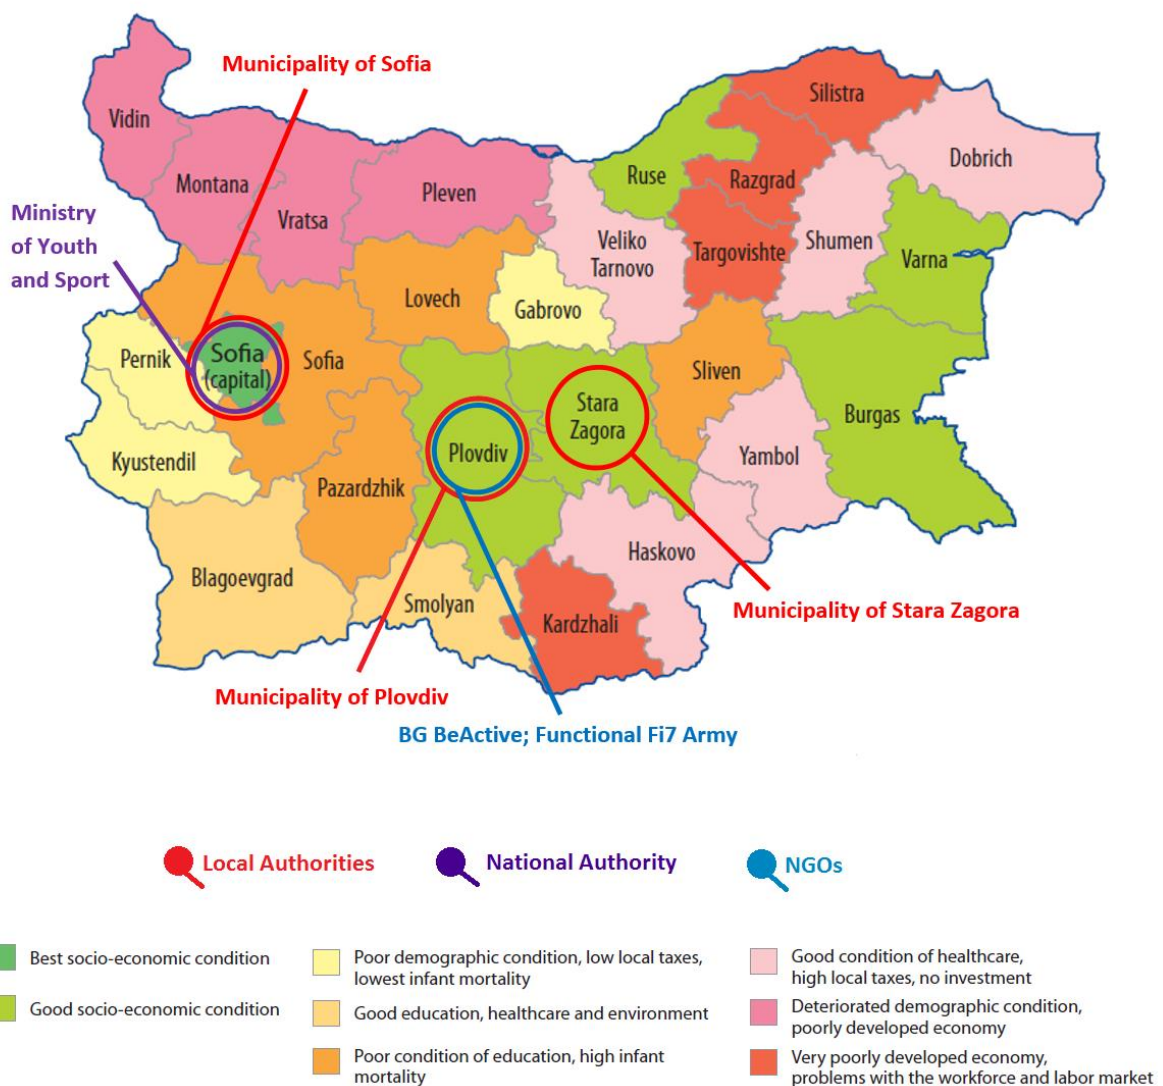 Municipality of Sofia
Silistra
Vidin
Dobrich
Ruse
Razgrad
Montana
Pleven
Ministry
of Youth
and Sport
Vratsa
Veliko
Tarnovo
Shumen
Targovishte
Varna
Lovech
Gabrovo
Pernik
Sofia
(capital)
Sofia
Sliven
Stara
Zagora
Burgas
Plovdiv
Yambol
Kyustendil
Pazardzhik
Haskovo
Blagoevgrad
Smolyan
Kardzhali
Municipality of Stara Zagora
Municipality of Plovdiv
BG BeActive; Functional Fi7 Army
Local Authorities
National Authority
NGOs
Best socio-economic condition
Good socio-economic condition
Poor demographic condition, low local taxes,
lowest infant mortality
Good education, healthcare and environment
Poor condition of education, high infant
mortality
Good condition of healthcare,
high local taxes, no investment
Deteriorated demographic condition,
poorly developed economy
Very poorly developed economy,
problems with the workforce and labor market